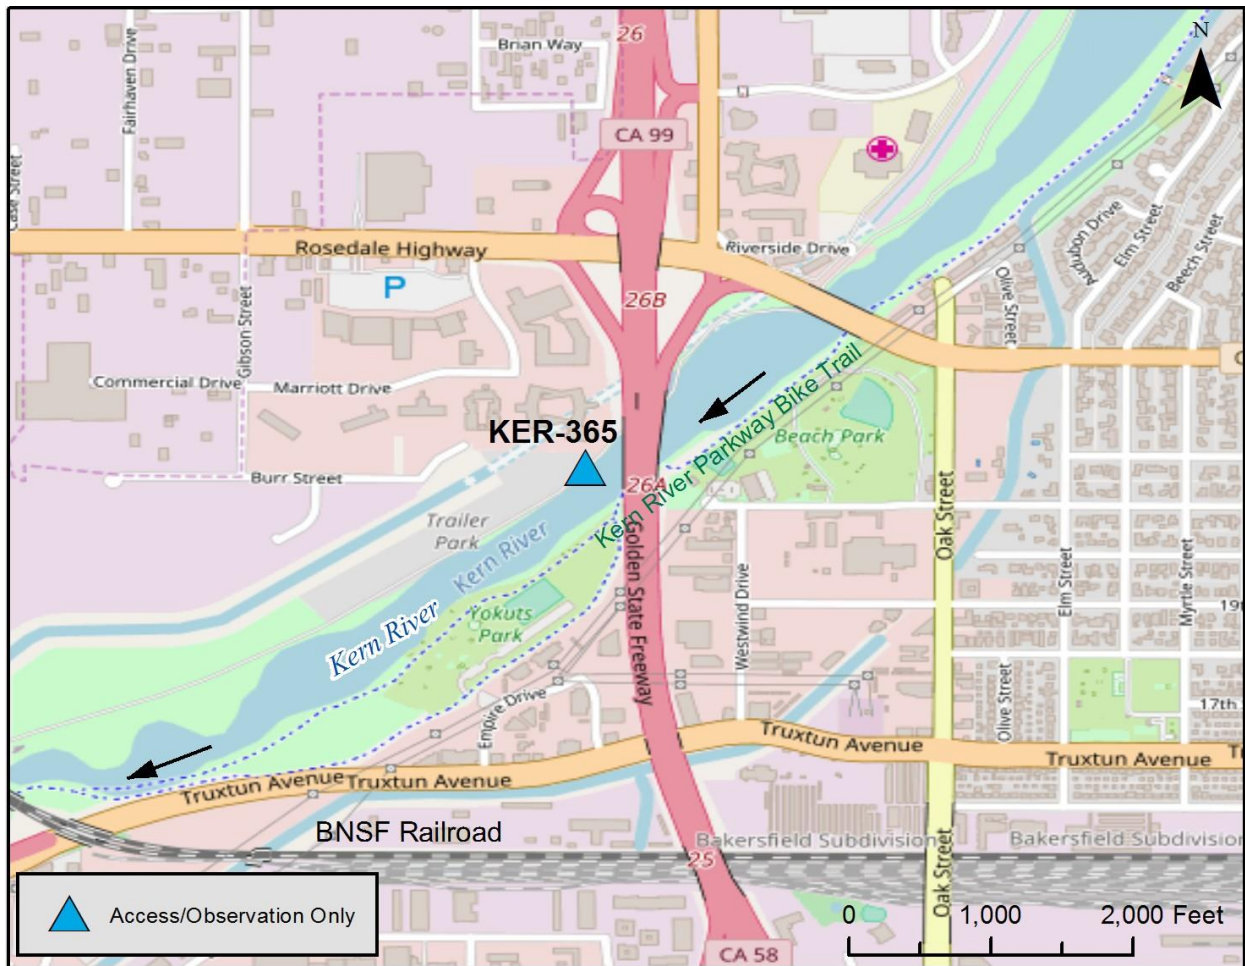 26
Brian Way
N
Fairhaven Drive
CA 99
Case Street
Audubon Drive
Elm Street
Beech Street
Rosedale Highway
Riverside Drive
P
26B
Gibson Street
Olive Street
Commercial Drive
Marriott Drive
Kern River Parkway Bike Trail
KER-365
Beach Park
Burr Street
26A
Trailer
Park
Kern River
Golden State Freeway
Oak Street
Westwind Drive
Elm Street
Myrtle Street
19t
Yokuts
Park
Kern River
Empire Drive
Olive Street
17th
Truxtun Avenue
Truxtun Avenue
Truxtun Avenue
Truxtun Avenue
BNSF Railroad
Bakersfield Subdivision
Bakersfield Subdivision
25
Oak Street
Access/Observation Only
0 1,000 2,000 Feet
CA 58